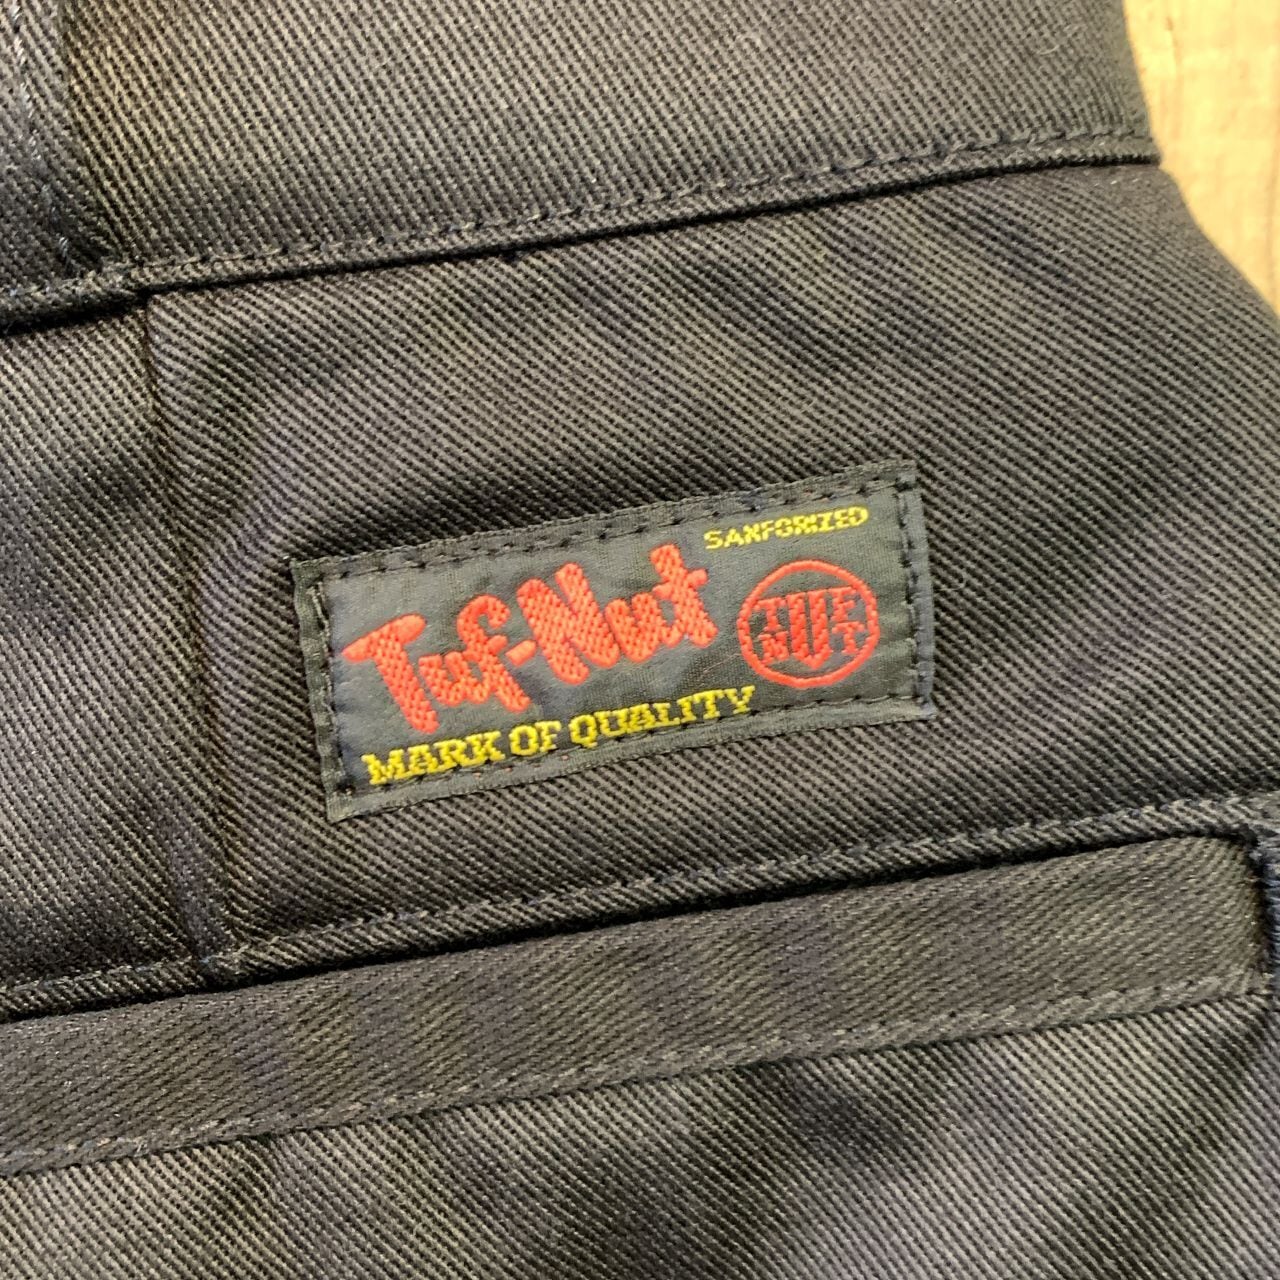 SANFORIZED
Tuf-Nut
TUF
NUT
MARK OF QUALITY